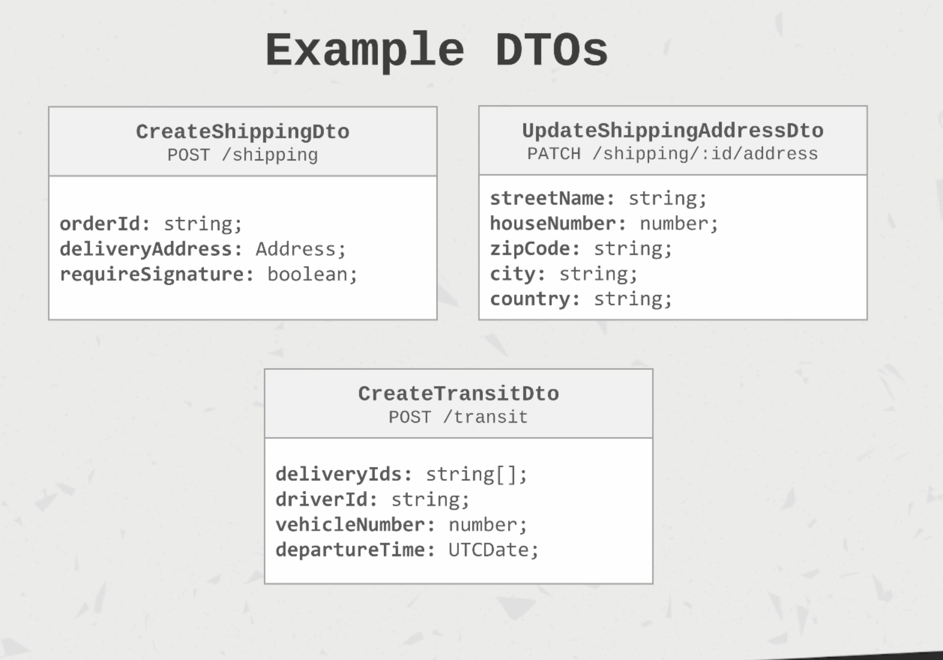 Example DTOs
CreateShippingDto
POST /shipping
orderId: string;
deliveryAddress: Address;
requireSignature: boolean;
UpdateShippingAddressDto
PATCH /shipping/:id/address
streetName: string;
houseNumber: number;
zipCode: string;
city: string;
country: string;
CreateTransitDto
POST /transit
deliveryIds: string[];
driverId: string;
vehicleNumber: number;
departureTime: UTCDate;